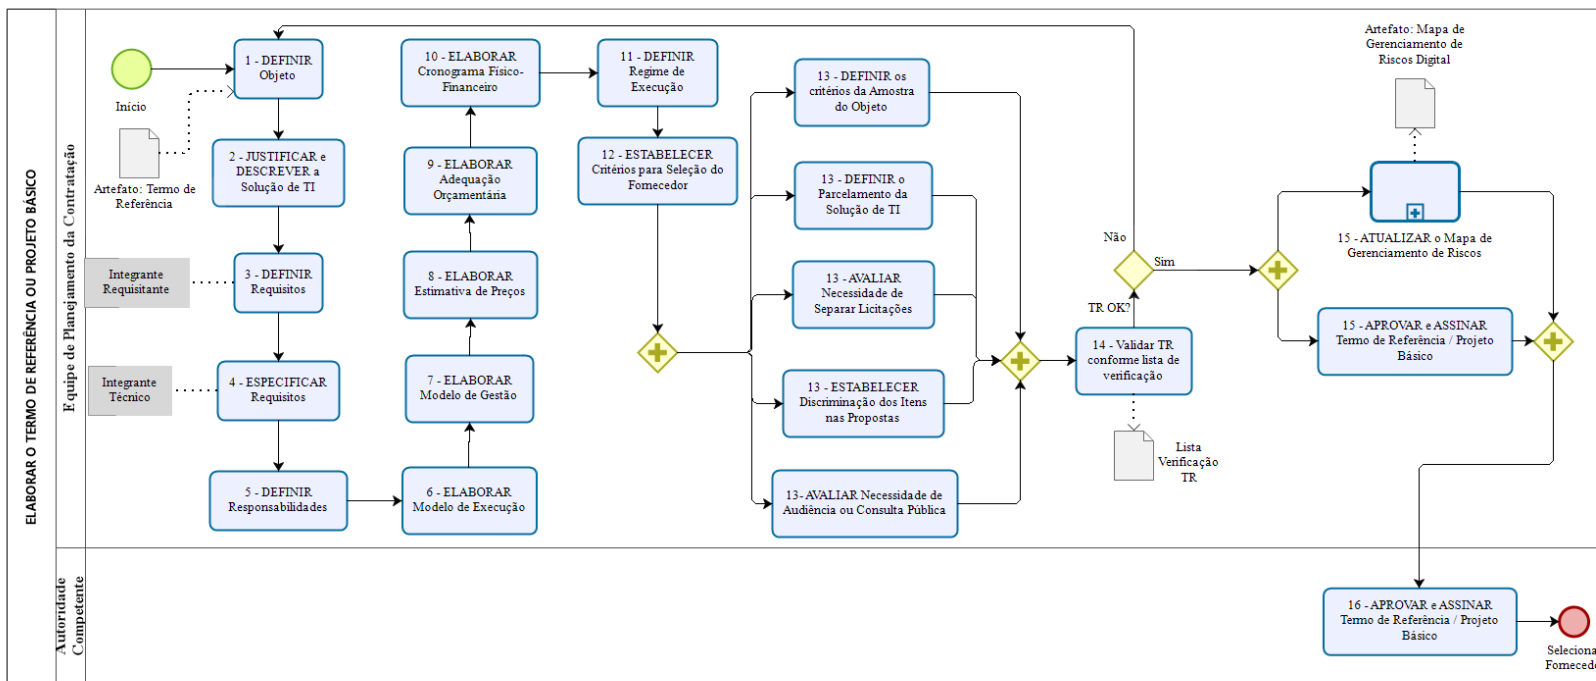 ELABORAR O TERMO DE REFERÊNCIA OU PROJETO BÁSICO
Equipe de Planejamento da Contratação
Início
Artefato: Termo de
Referência
1 - DEFINIR
Objeto
2 - JUSTIFICAR e
DESCREVER a
Solução de TI
Integrante
Requisitante
3 - DEFINIR
Requisitos
Integrante
Técnico
4 - ESPECIFICAR
Requisitos
5 - DEFINIR
Responsabilidades
6 - ELABORAR
Modelo de Execução
7 - ELABORAR
Modelo de Gestão
8 - ELABORAR
Estimativa de Preços
9 - ELABORAR
Adequação
Orçamentária
10 - ELABORAR
Cronograma Físico-
Financeiro
11 - DEFINIR
Regime de
Execução
12 - ESTABELECER
Critérios para Seleção do
Fornecedor
13 - DEFINIR os
critérios da Amostra
do Objeto
13 - DEFINIR o
Parcelamento da
Solução de TI
13 - AVALIAR
Necessidade de
Separar Licitações
13 - ESTABELECER
Discriminação dos Itens
nas Propostas
13- AVALIAR Necessidade de
Audiência ou Consulta Pública
14 - Validar TR
conforme lista de
verificação
Lista
Verificação
TR
TR OK?
Não
Sim
Artefato: Mapa de
Gerenciamento de
Riscos Digital
15 - ATUALIZAR o Mapa de
Gerenciamento de Riscos
15 - APROVAR e ASSINAR
Termo de Referência / Projeto
Básico
Autoridade
Competente
16 - APROVAR e ASSINAR
Termo de Referência / Projeto
Básico
Seleciona
Fornecedo